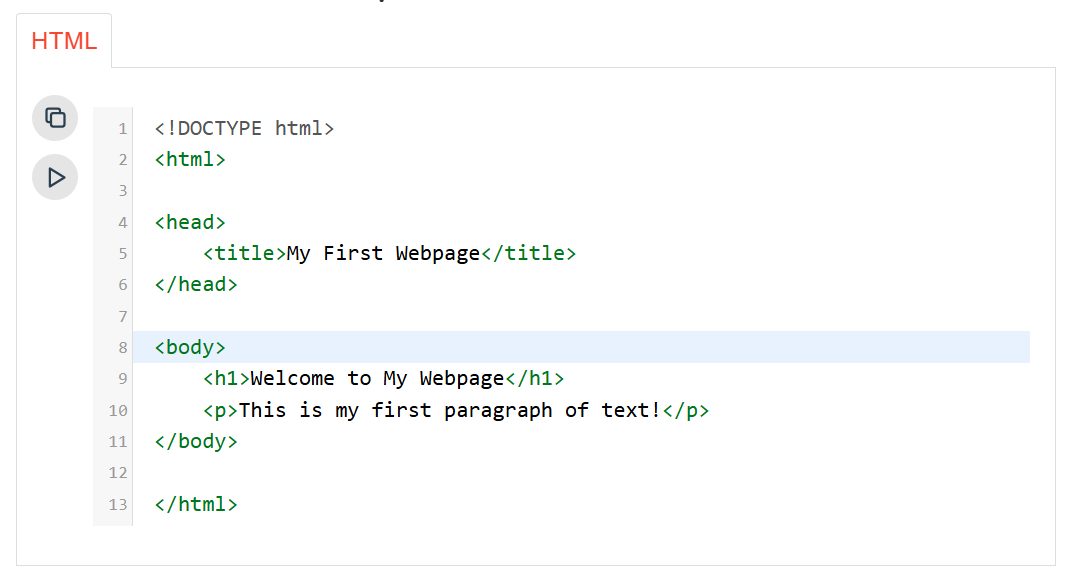 HTML
1 <!DOCTYPE html>
2 <html>
3
4 <head>
5     <title>My First Webpage</title>
6 </head>
7
8 <body>
9     <h1>Welcome to My Webpage</h1>
10     <p>This is my first paragraph of text!</p>
11 </body>
12
13 </html>